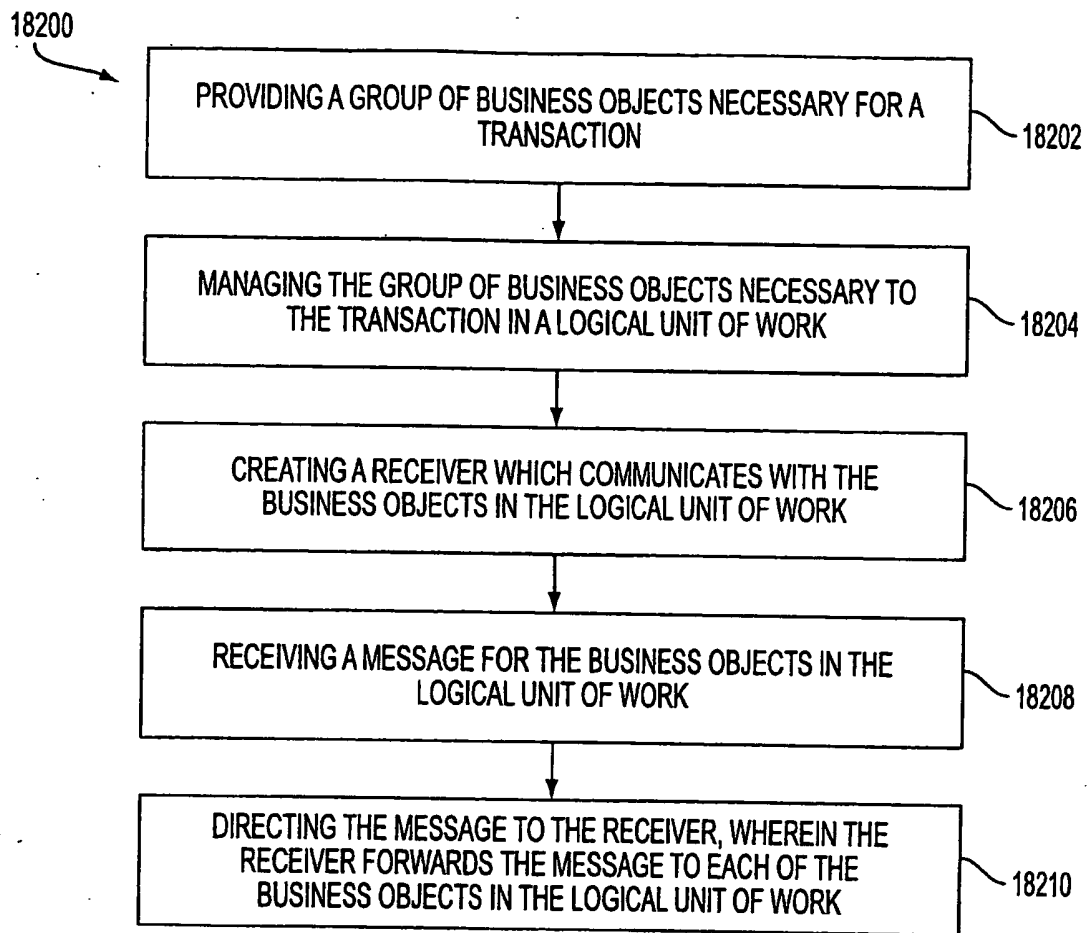 18200
PROVIDING A GROUP OF BUSINESS OBJECTS NECESSARY FOR A
TRANSACTION
18202
MANAGING THE GROUP OF BUSINESS OBJECTS NECESSARY TO
THE TRANSACTION IN A LOGICAL UNIT OF WORK
18204
CREATING A RECEIVER WHICH COMMUNICATES WITH THE
BUSINESS OBJECTS IN THE LOGICAL UNIT OF WORK
18206
RECEIVING A MESSAGE FOR THE BUSINESS OBJECTS IN THE
LOGICAL UNIT OF WORK
18208
DIRECTING THE MESSAGE TO THE RECEIVER, WHEREIN THE
RECEIVER FORWARDS THE MESSAGE TO EACH OF THE
BUSINESS OBJECTS IN THE LOGICAL UNIT OF WORK
18210